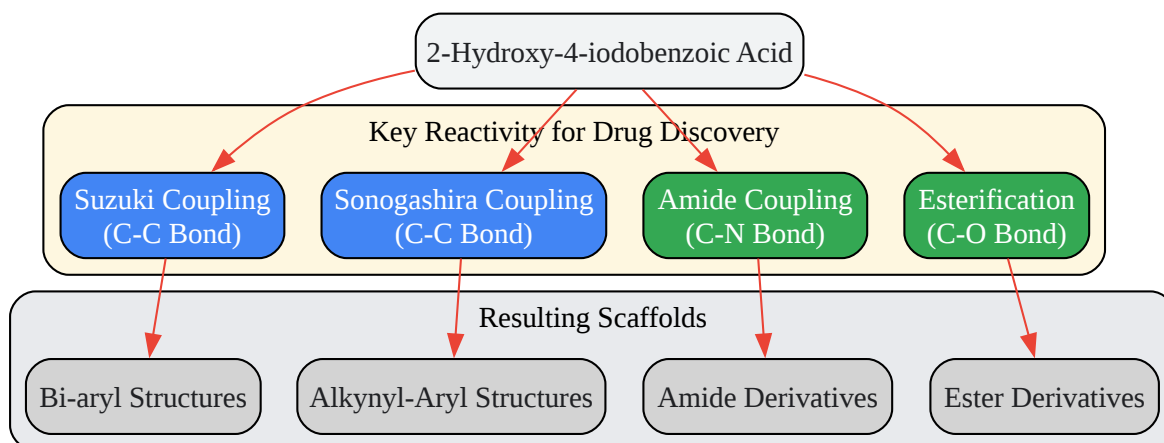 2-Hydroxy-4-iodobenzoic Acid
Key Reactivity for Drug Discovery
Suzuki Coupling
(C-C Bond)
Sonogashira Coupling
(C-C Bond)
Amide Coupling
(C-N Bond)
Esterification
(C-O Bond)
Resulting Scaffolds
Bi-aryl Structures
Alkynyl-Aryl Structures
Amide Derivatives
Ester Derivatives